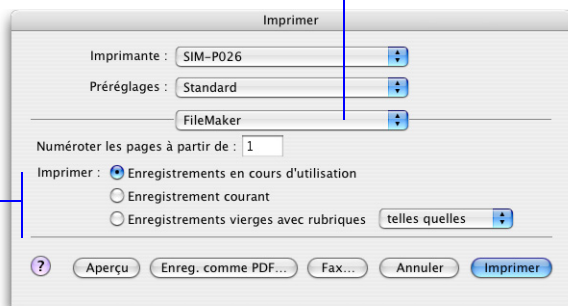 Imprimer
Imprimante : SIM-P026
Préréglages : Standard
FileMaker
Numéroter les pages à partir de : 1
Imprimer : Enregistrements en cours d'utilisation
Enregistrement courant
Enregistrements vierges avec rubriques telles quelles
? Aperçu Enreg. comme PDF... Fax... Annuler Imprimer